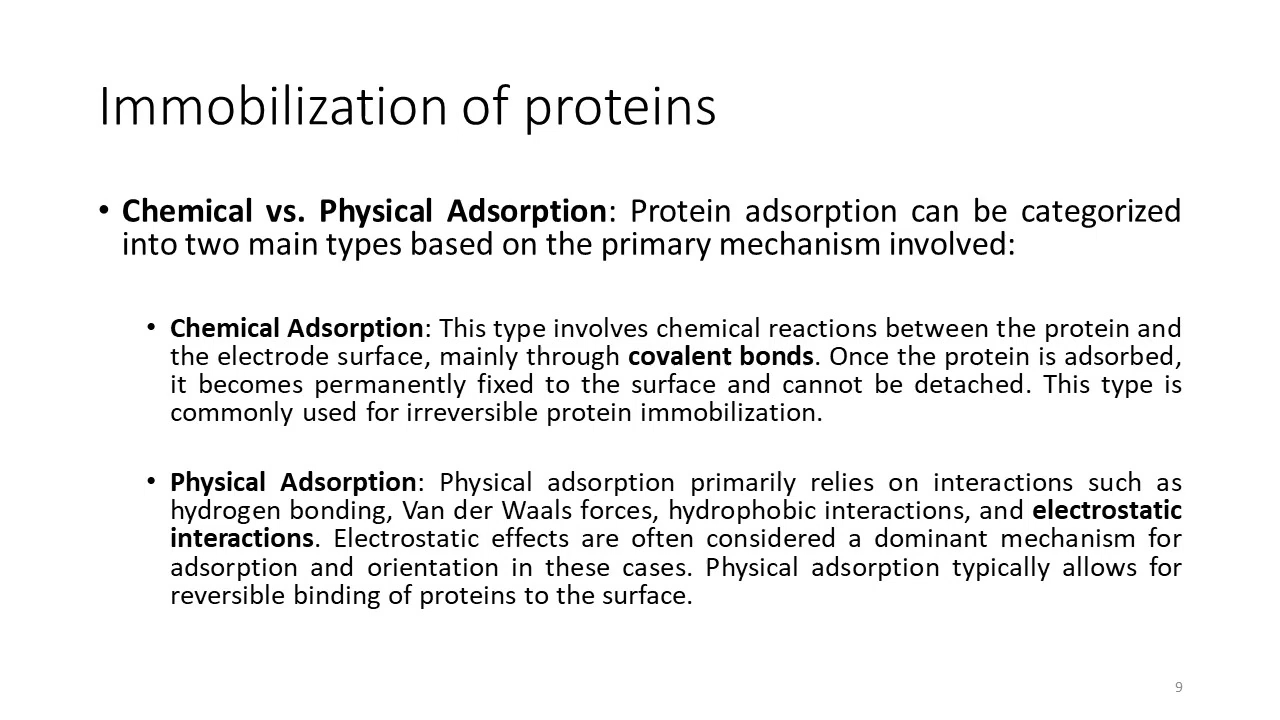 Immobilization of proteins
• Chemical vs. Physical Adsorption: Protein adsorption can be categorized
into two main types based on the primary mechanism involved:
• Chemical Adsorption: This type involves chemical reactions between the protein and
the electrode surface, mainly through covalent bonds. Once the protein is adsorbed,
it becomes permanently fixed to the surface and cannot be detached. This type is
commonly used for irreversible protein immobilization.
• Physical Adsorption: Physical adsorption primarily relies on interactions such as
hydrogen bonding, Van der Waals forces, hydrophobic interactions, and electrostatic
interactions. Electrostatic effects are often considered a dominant mechanism for
adsorption and orientation in these cases. Physical adsorption typically allows for
reversible binding of proteins to the surface.
9